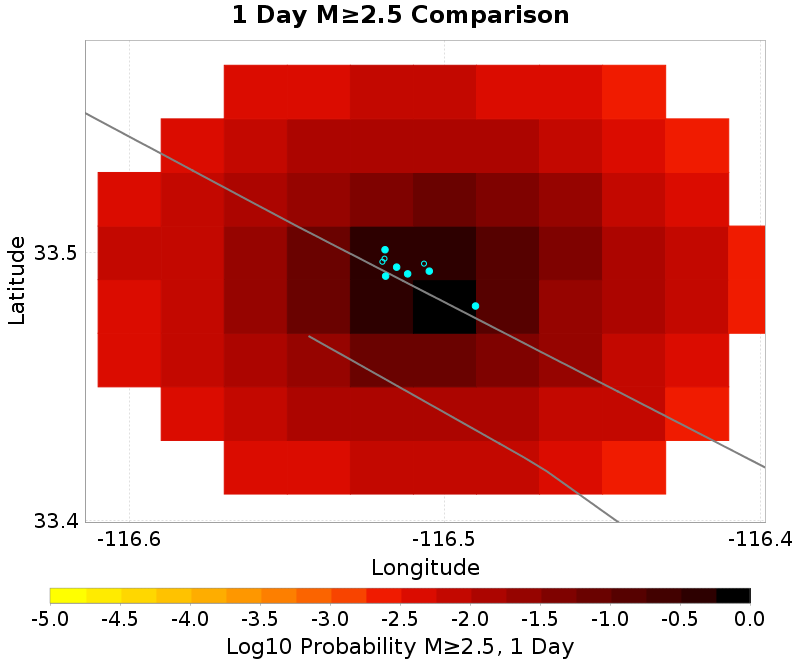 1 Day M≥2.5 Comparison
Latitude
33.5
33.4
-116.6 -116.5 -116.4
Longitude
-5.0 -4.5 -4.0 -3.5 -3.0 -2.5 -2.0 -1.5 -1.0 -0.5 0.0
Log10 Probability M≥2.5, 1 Day